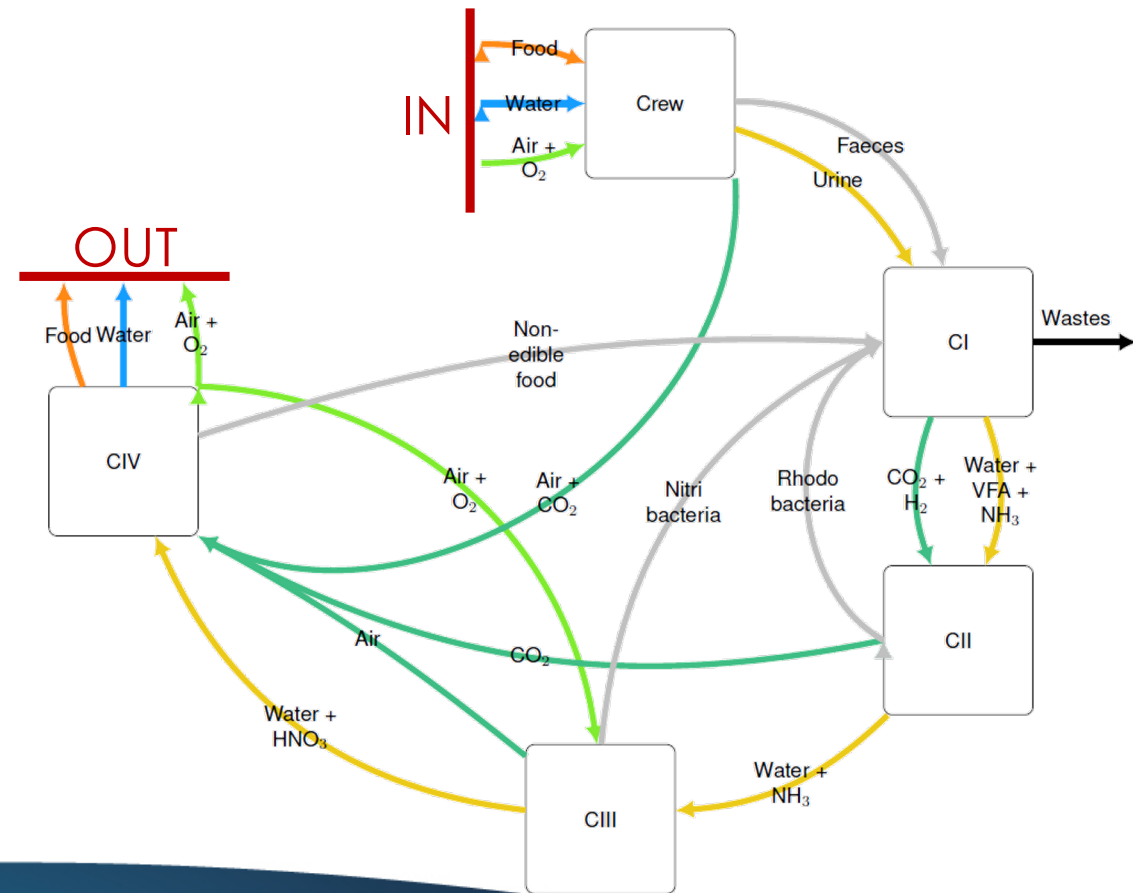 Food
IN
Water
Crew
Air +
O₂
Faeces
Urine
OUT
Food
Water
Air +
O₂
Non-
edible
food
CI
Wastes
CIV
Air +
O₂
Air +
CO₂
Nitri
bacteria
Rhodo
bacteria
CO₂ +
H₂
Water +
VFA +
NH₃
Air
CO₂
CII
Water +
HNO₃
Water +
NH₃
CIII